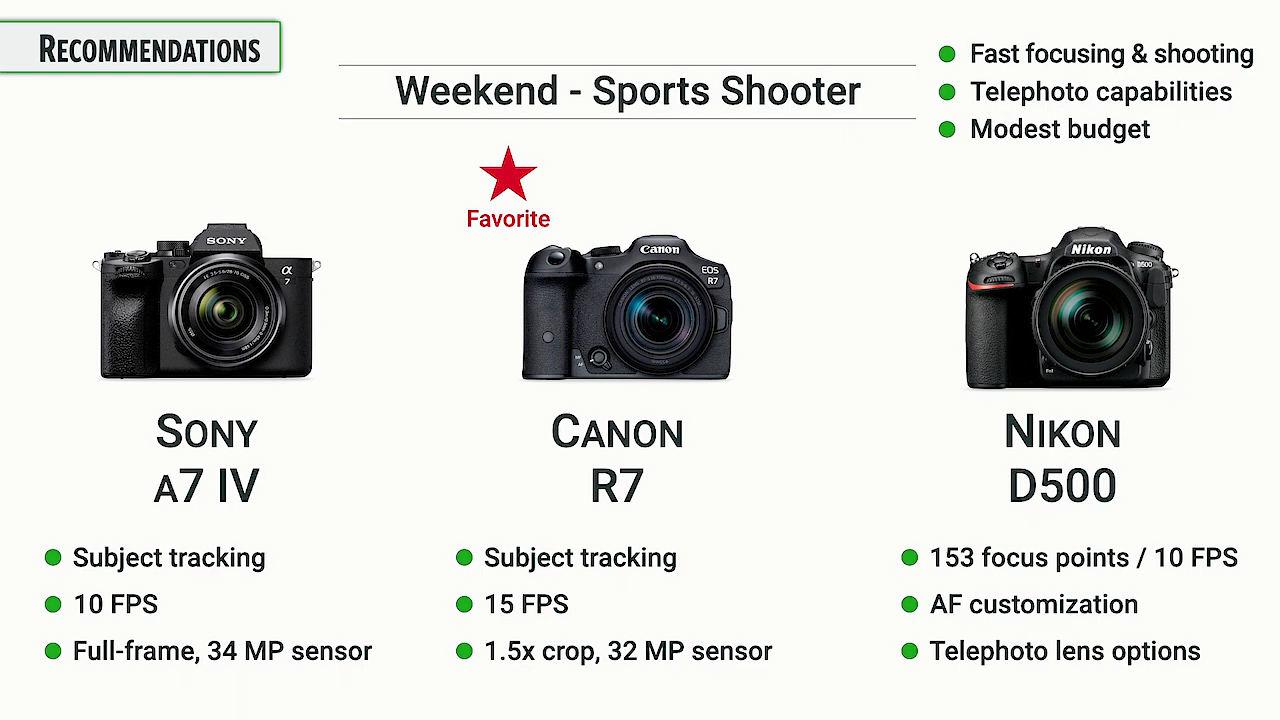 RECOMMENDATIONS
Weekend - Sports Shooter
Fast focusing & shooting
Telephoto capabilities
Modest budget
Favorite
SONY
α
7
Canon
EOS
R7
Nikon
D500
SONY
A7 IV
CANON
R7
NIKON
D500
Subject tracking
10 FPS
Full-frame, 34 MP sensor
Subject tracking
15 FPS
1.5x crop, 32 MP sensor
153 focus points / 10 FPS
AF customization
Telephoto lens options